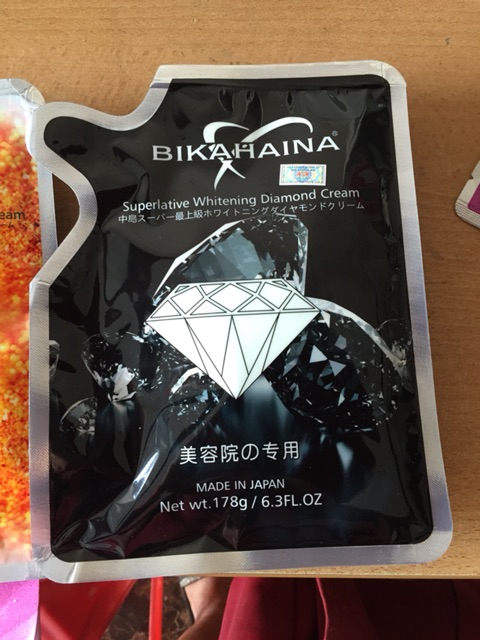 BIKAHAINA®
Superlative Whitening Diamond Cream
中島スーパー最上級ホワイトニングダイヤモンドクリーム
美容院の专用
MADE IN JAPAN
Net wt.178g / 6.3FL.OZ
eam